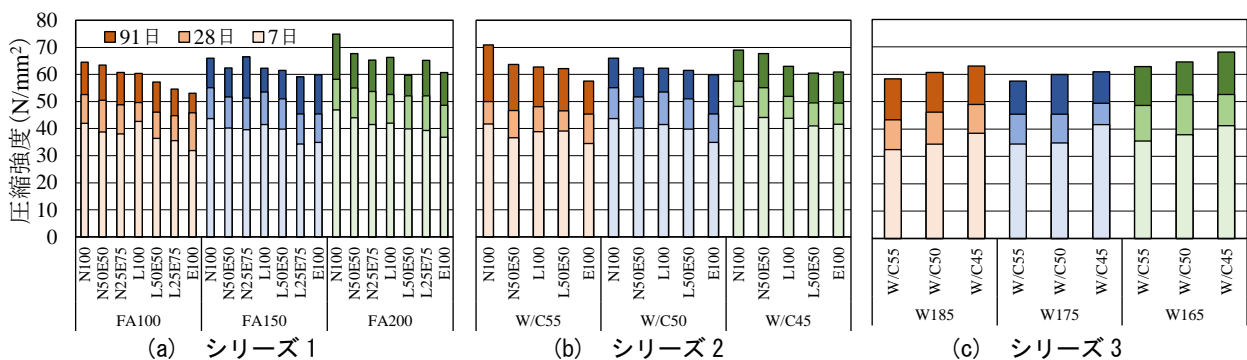 圧縮強度 (N/mm²)
80
70
60
50
40
30
20
10
0
91日 28日 7日
N100 N50E50 N25E75 L100 L50E50 L25E75 E100 N100 N50E50 N25E75 L100 L50E50 L25E75 E100 N100 N50E50 N25E75 L100 L50E50 L25E75 E100
FA100 FA150 FA200
(a) シリーズ1
N100 N50E50 L100 L50E50 E100 N100 N50E50 L100 L50E50 E100 N100 N50E50 L100 L50E50 E100
W/C55 W/C50 W/C45
(b) シリーズ2
W/C55 W/C50 W/C45 W/C55 W/C50 W/C45 W/C55 W/C50 W/C45
W185 W175 W165
(c) シリーズ3